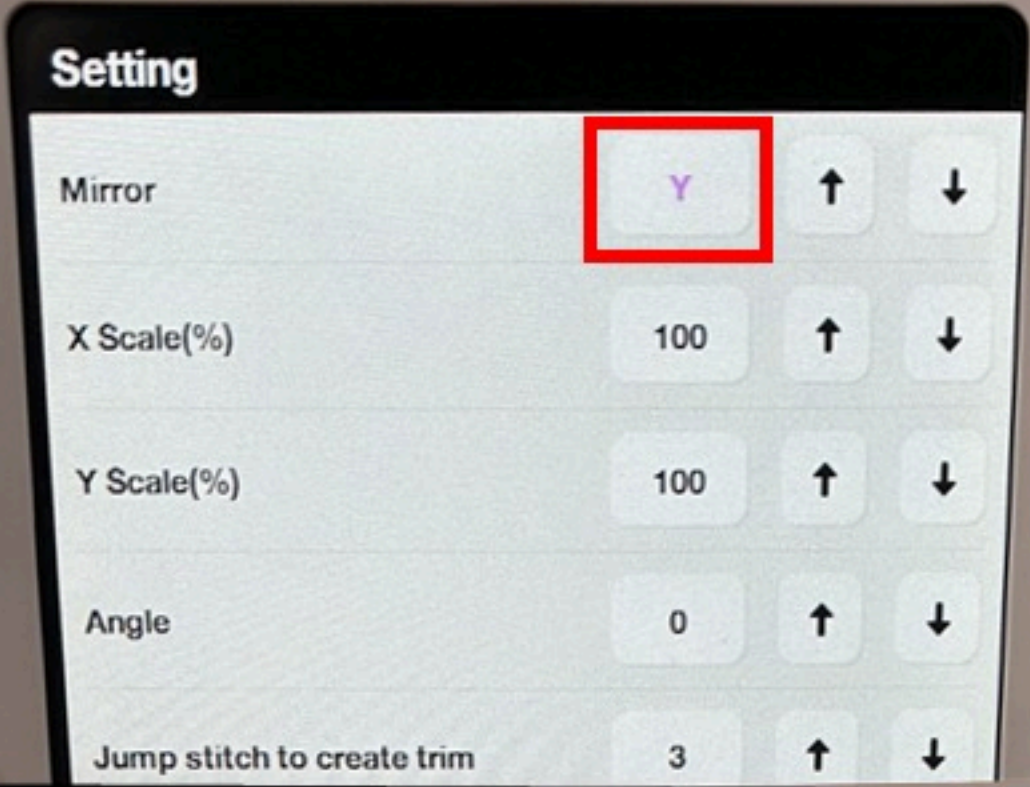 Setting
Mirror Y ↑ ↓
X Scale(%) 100 ↑ ↓
Y Scale(%) 100 ↑ ↓
Angle 0 ↑ ↓
Jump stitch to create trim 3 ↑ ↓